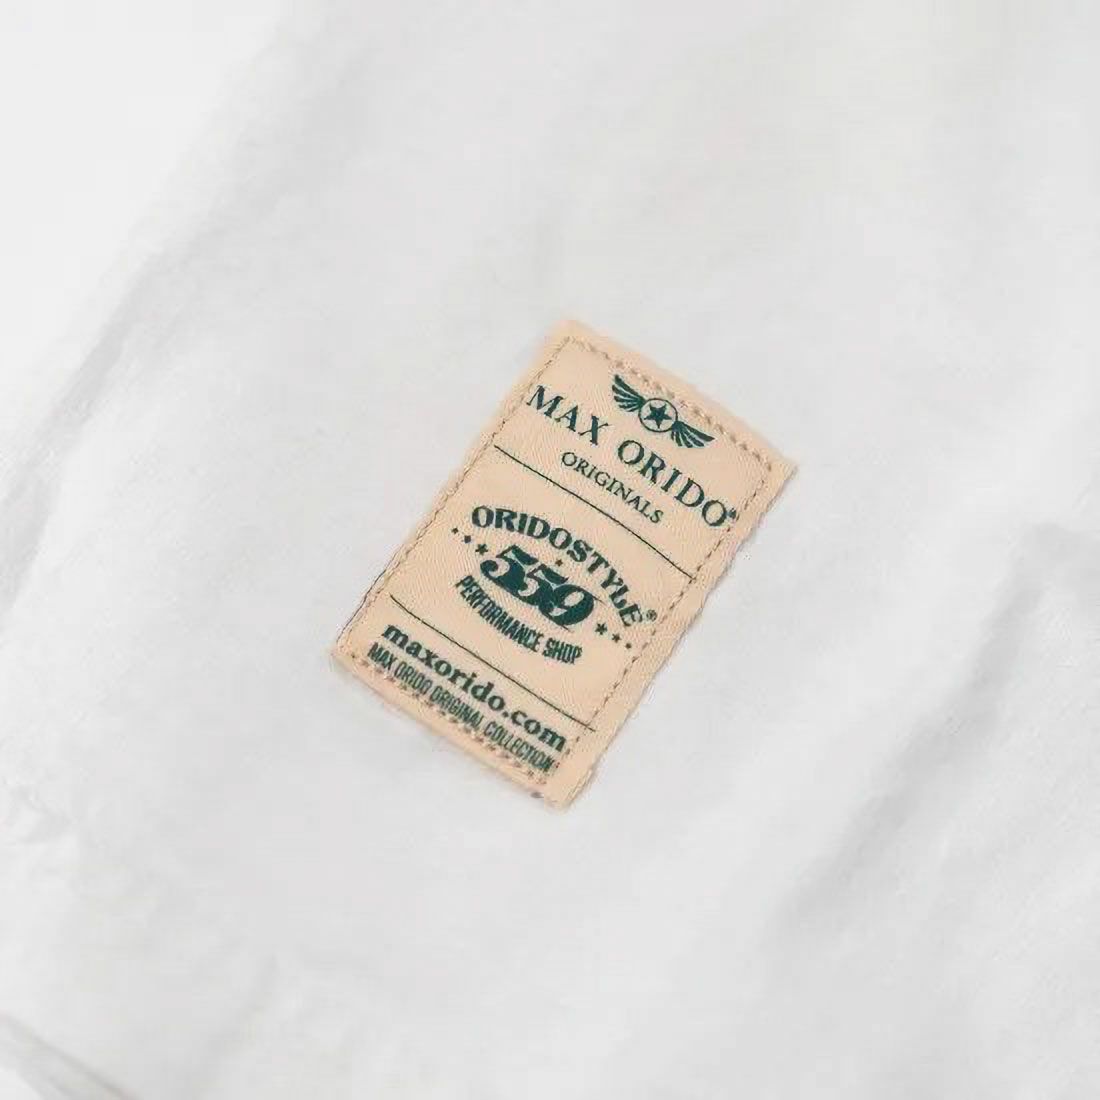 MAX ORIDO®
ORIGINALS
ORIDOSTYLE®
559
PERFORMANCE SHOP
maxorido.com
MAX ORIDO ORIGINAL COLLECTION